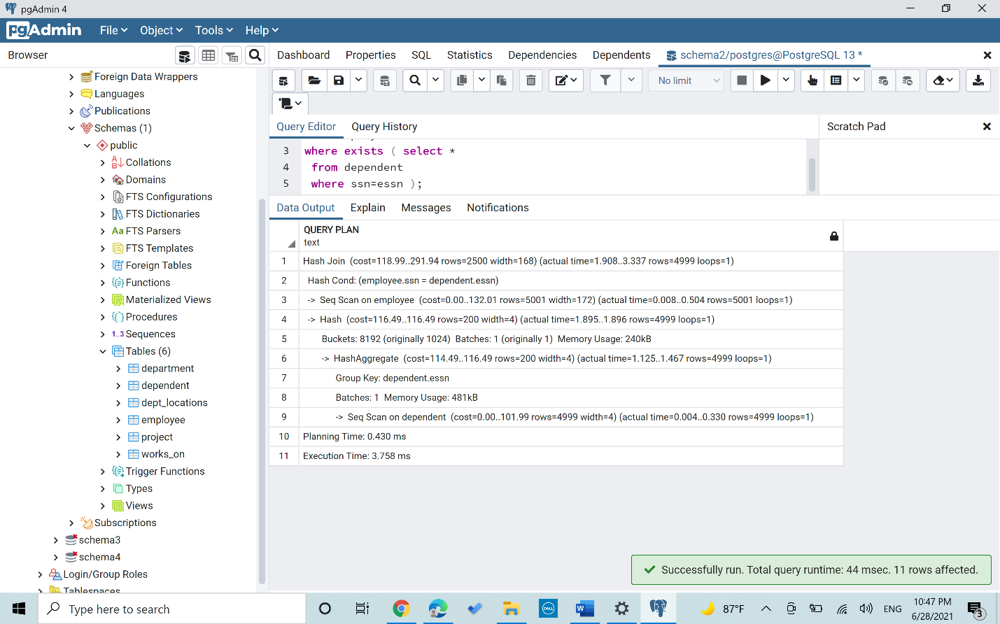 pgAdmin 4
pgAdmin File Object Tools Help
Browser
Dashboard Properties SQL Statistics Dependencies Dependents schema2/postgres@PostgreSQL 13 *
No limit
Foreign Data Wrappers
Languages
Publications
Schemas (1)
public
Collations
Domains
FTS Configurations
FTS Dictionaries
Aa FTS Parsers
FTS Templates
Foreign Tables
Functions
Materialized Views
Procedures
1..3 Sequences
Tables (6)
department
dependent
dept_locations
employee
project
works_on
Trigger Functions
Types
Views
Subscriptions
schema3
schema4
Login/Group Roles
Tablespaces
Query Editor Query History
Scratch Pad
3 where exists ( select *
4 from dependent
5 where ssn=essn );
Data Output Explain Messages Notifications
QUERY PLAN
text
1 Hash Join (cost=118.99..291.94 rows=2500 width=168) (actual time=1.908..3.337 rows=4999 loops=1)
2 Hash Cond: (employee.ssn = dependent.essn)
3 -> Seq Scan on employee (cost=0.00..132.01 rows=5001 width=172) (actual time=0.008..0.504 rows=5001 loops=1)
4 -> Hash (cost=116.49..116.49 rows=200 width=4) (actual time=1.895..1.896 rows=4999 loops=1)
5 Buckets: 8192 (originally 1024) Batches: 1 (originally 1) Memory Usage: 240kB
6 -> HashAggregate (cost=114.49..116.49 rows=200 width=4) (actual time=1.125..1.467 rows=4999 loops=1)
7 Group Key: dependent.essn
8 Batches: 1 Memory Usage: 481kB
9 -> Seq Scan on dependent (cost=0.00..101.99 rows=4999 width=4) (actual time=0.004..0.330 rows=4999 loops=1)
10 Planning Time: 0.430 ms
11 Execution Time: 3.758 ms
Successfully run. Total query runtime: 44 msec. 11 rows affected.
Type here to search
DELL
W
87°F
ENG
10:47 PM
6/28/2021
3